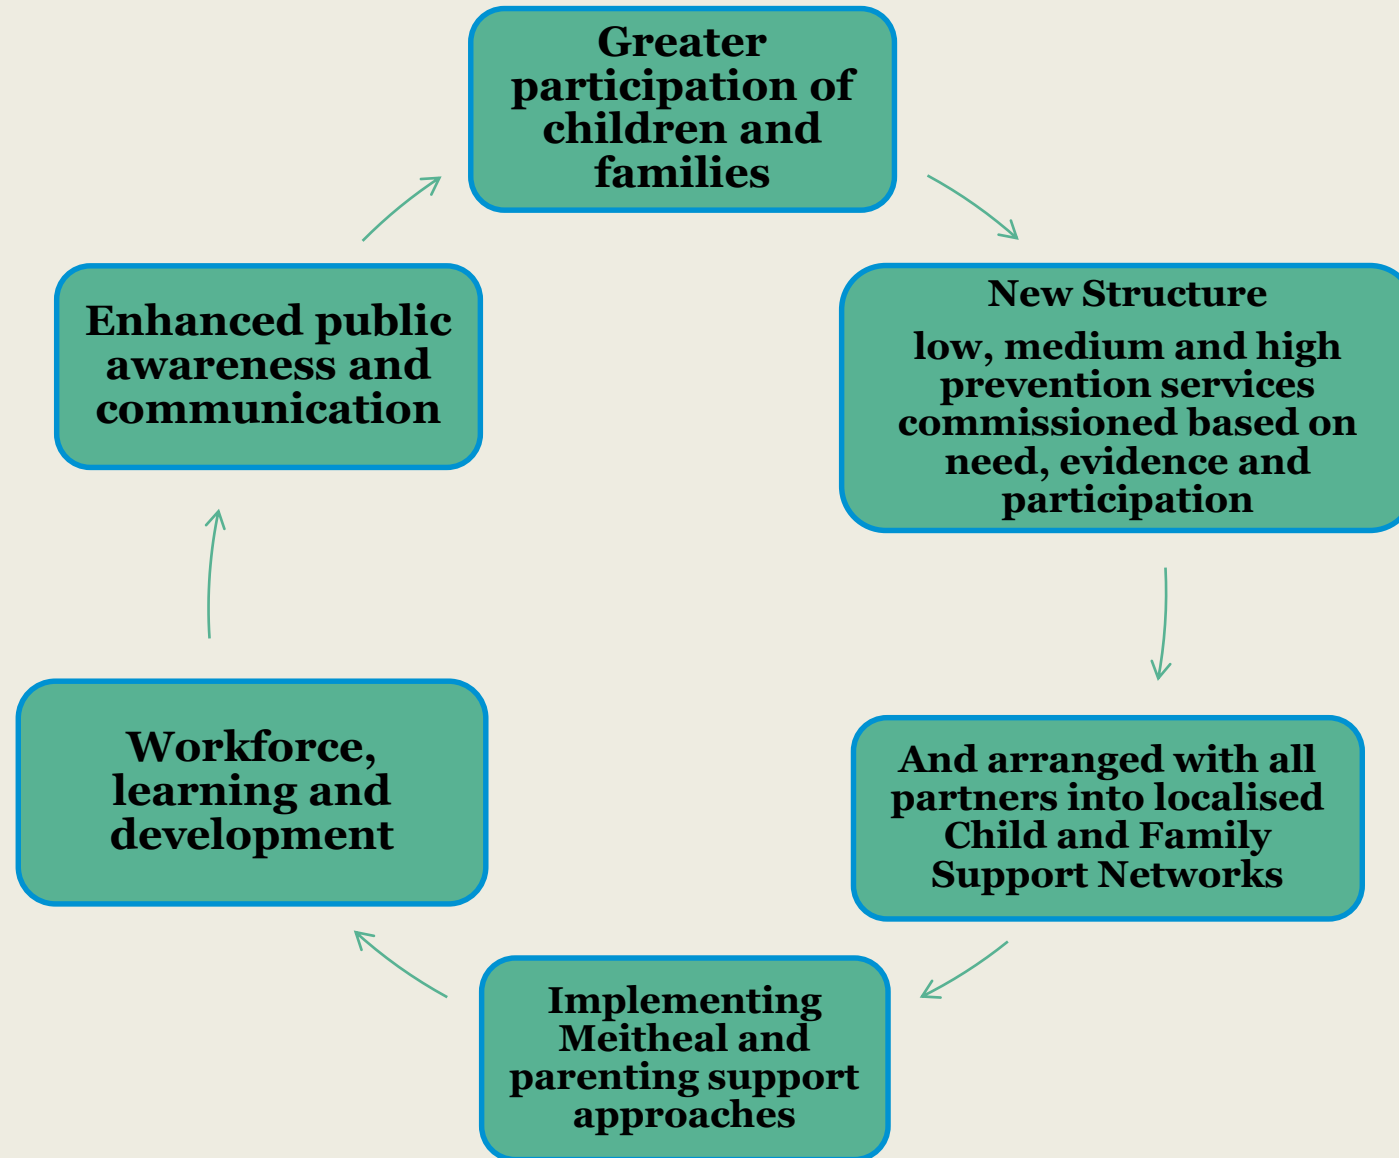 Greater
participation of
children and
families
New Structure
low, medium and high
prevention services
commissioned based on
need, evidence and
participation
And arranged with all
partners into localised
Child and Family
Support Networks
Implementing
Meitheal and
parenting support
approaches
Workforce,
learning and
development
Enhanced public
awareness and
communication